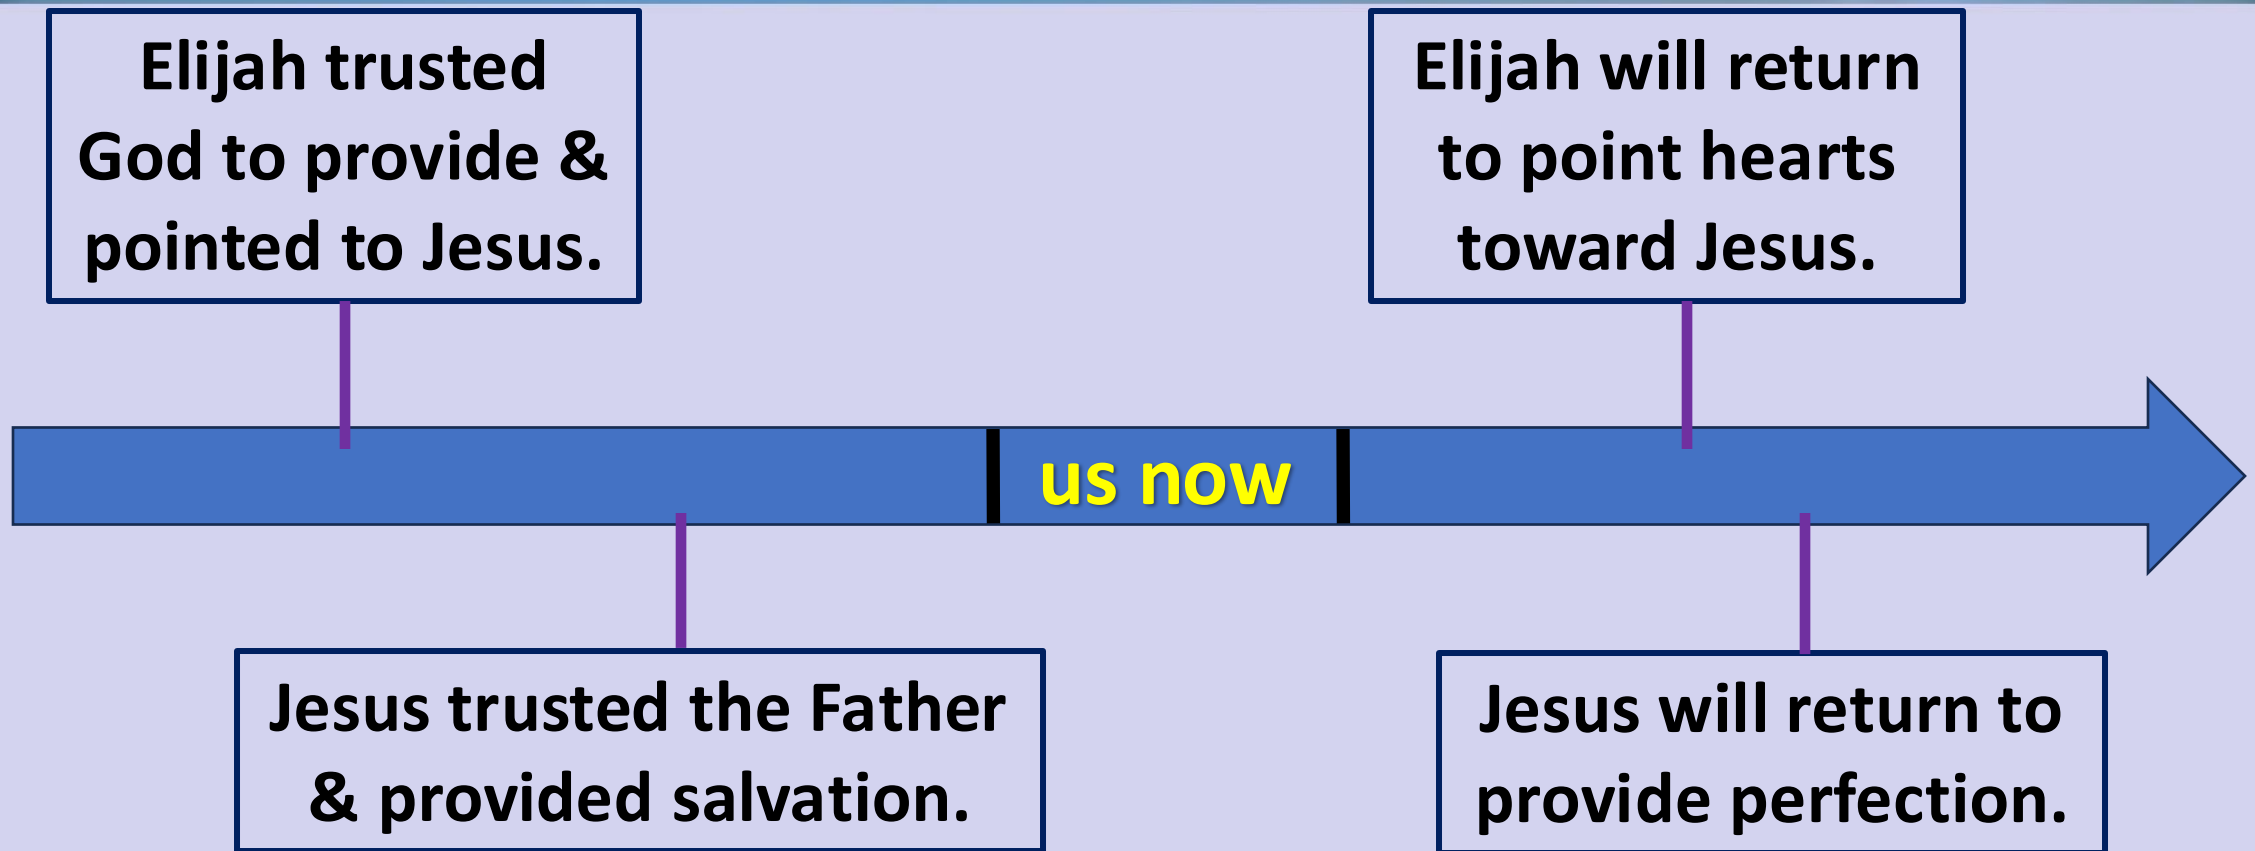 Elijah trusted
God to provide &
pointed to Jesus.
Elijah will return
to point hearts
toward Jesus.
us now
Jesus trusted the Father
& provided salvation.
Jesus will return to
provide perfection.